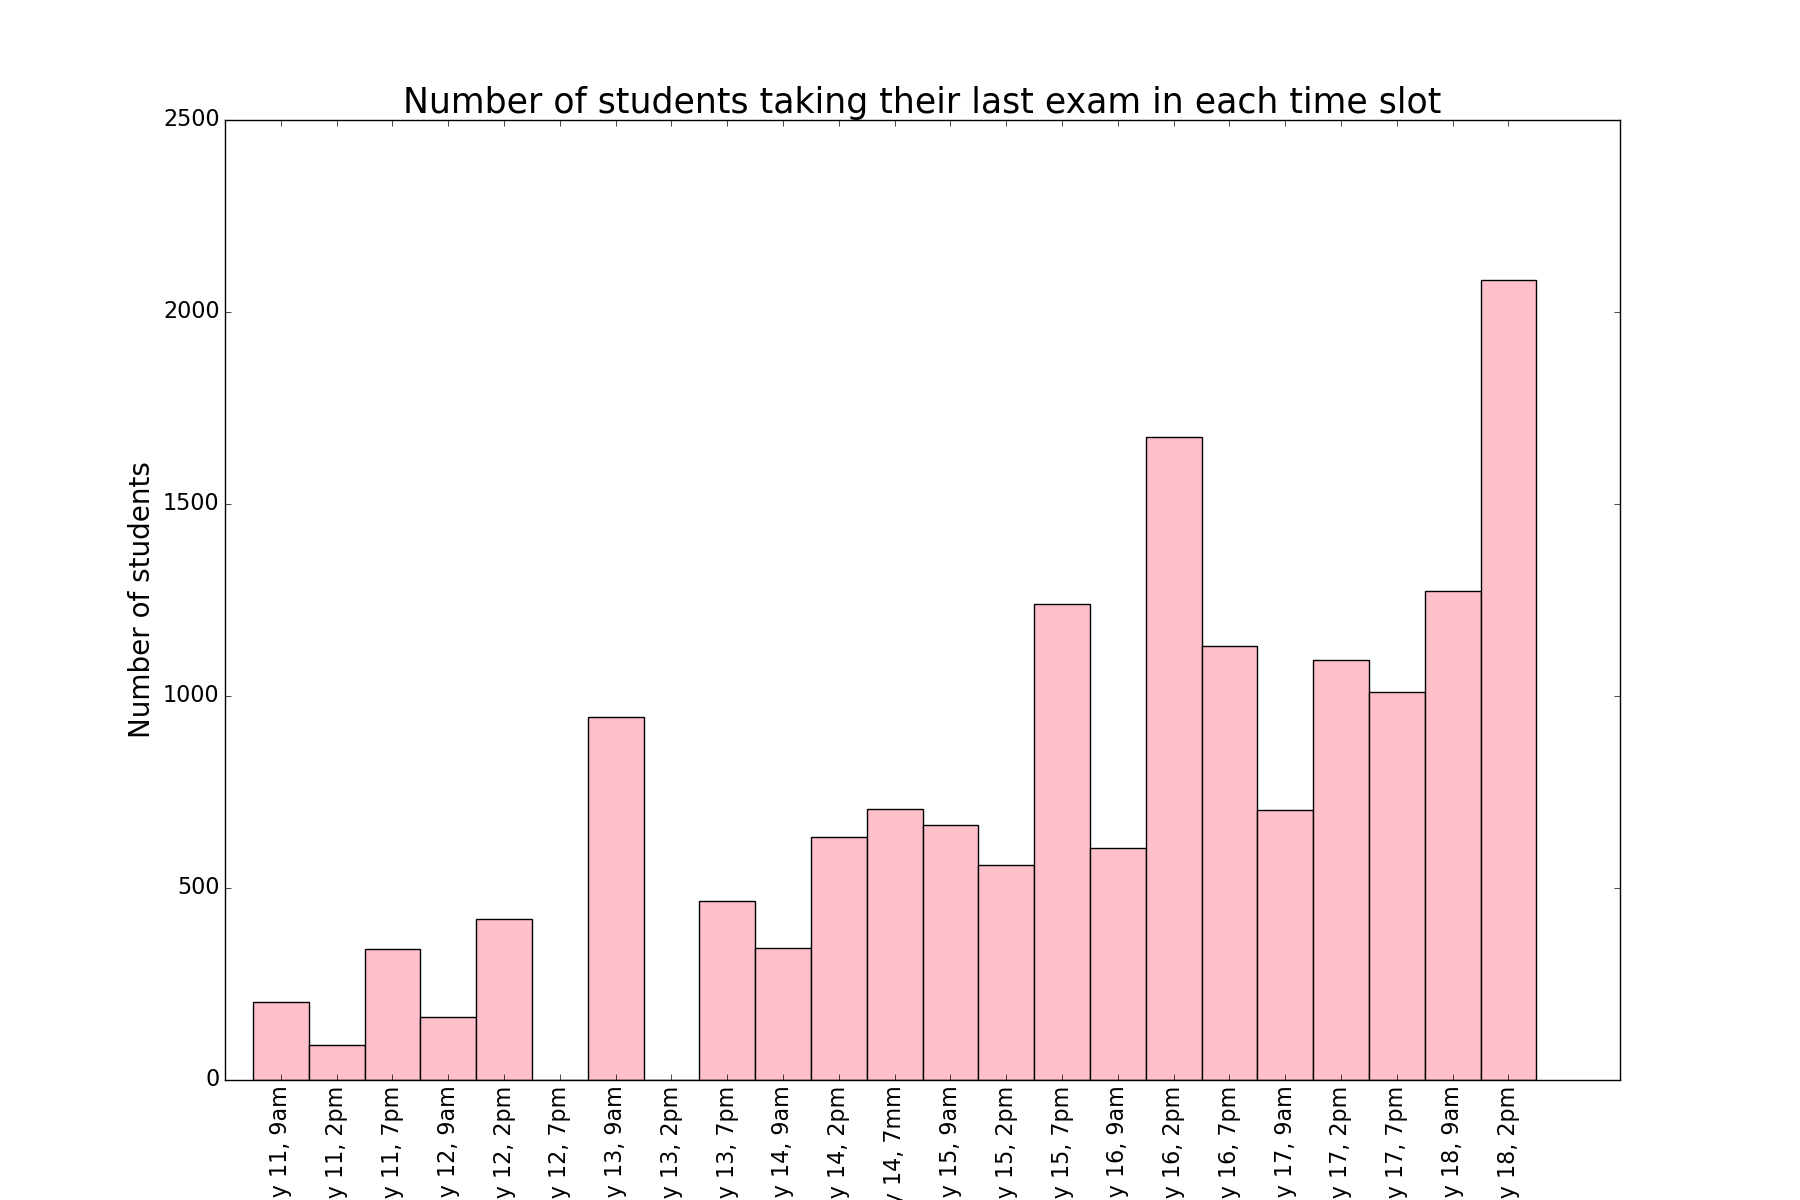 Number of students taking their last exam in each time slot
Number of students
2500
2000
1500
1000
500
0
y 11, 9am
y 11, 2pm
y 11, 7pm
y 12, 9am
y 12, 2pm
y 12, 7pm
y 13, 9am
y 13, 2pm
y 13, 7pm
y 14, 9am
y 14, 2pm
y 14, 7mm
y 15, 9am
y 15, 2pm
y 15, 7pm
y 16, 9am
y 16, 2pm
y 16, 7pm
y 17, 9am
y 17, 2pm
y 17, 7pm
y 18, 9am
y 18, 2pm